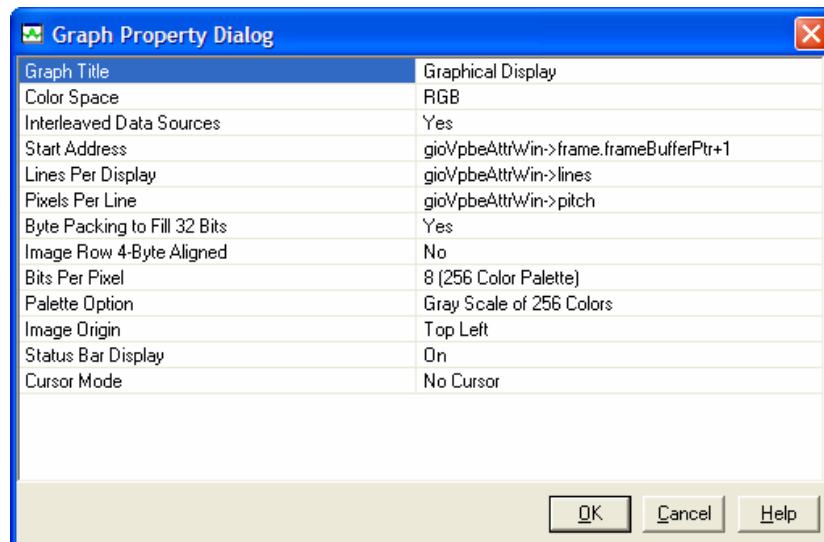 Graph Property Dialog
Graph Title Graphical Display
Color Space RGB
Interleaved Data Sources Yes
Start Address gioVpbeAttrWin->frame.frameBufferPtr+1
Lines Per Display gioVpbeAttrWin->lines
Pixels Per Line gioVpbeAttrWin->pitch
Byte Packing to Fill 32 Bits Yes
Image Row 4-Byte Aligned No
Bits Per Pixel 8 (256 Color Palette)
Palette Option Gray Scale of 256 Colors
Image Origin Top Left
Status Bar Display On
Cursor Mode No Cursor
OK Cancel Help